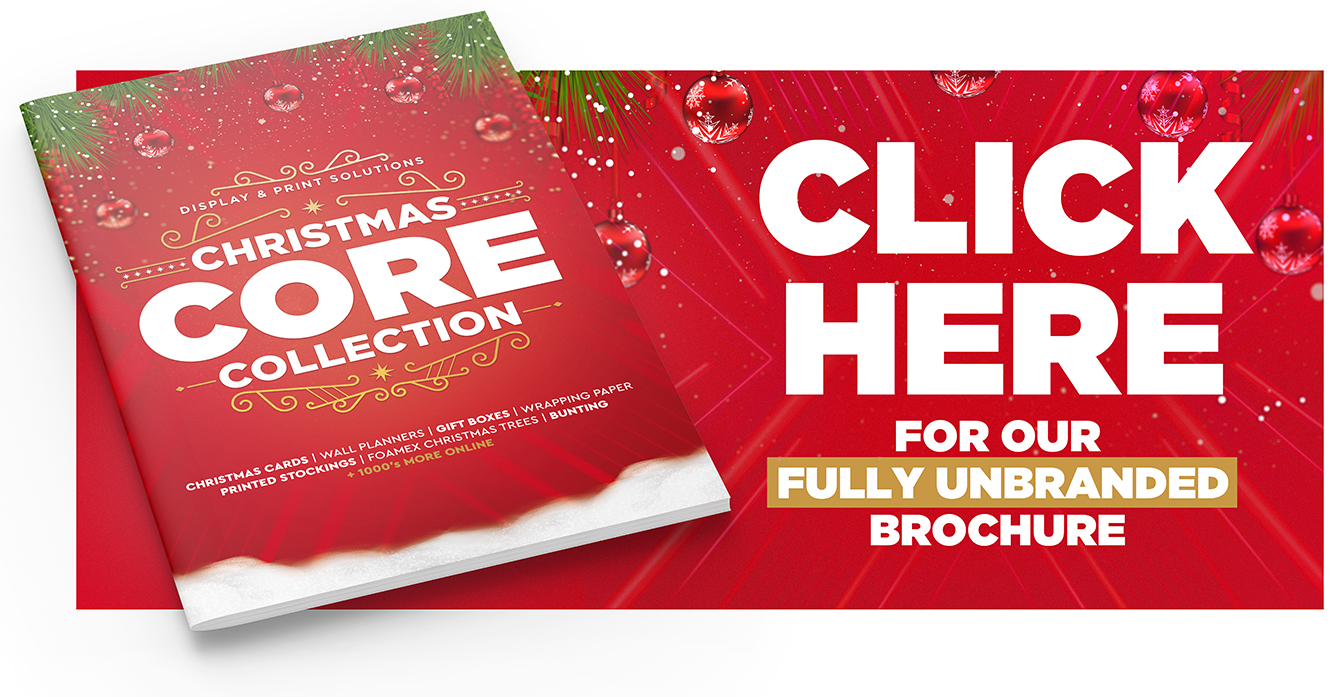 DISPLAY & PRINT SOLUTIONS
CHRISTMAS
CORE
COLLECTION
CHRISTMAS CARDS | WALL PLANNERS | GIFT BOXES | WRAPPING PAPER
PRINTED STOCKINGS | FOAMEX CHRISTMAS TREES | BUNTING
+ 1000's MORE ONLINE
CLICK
HERE
FOR OUR
FULLY UNBRANDED
BROCHURE